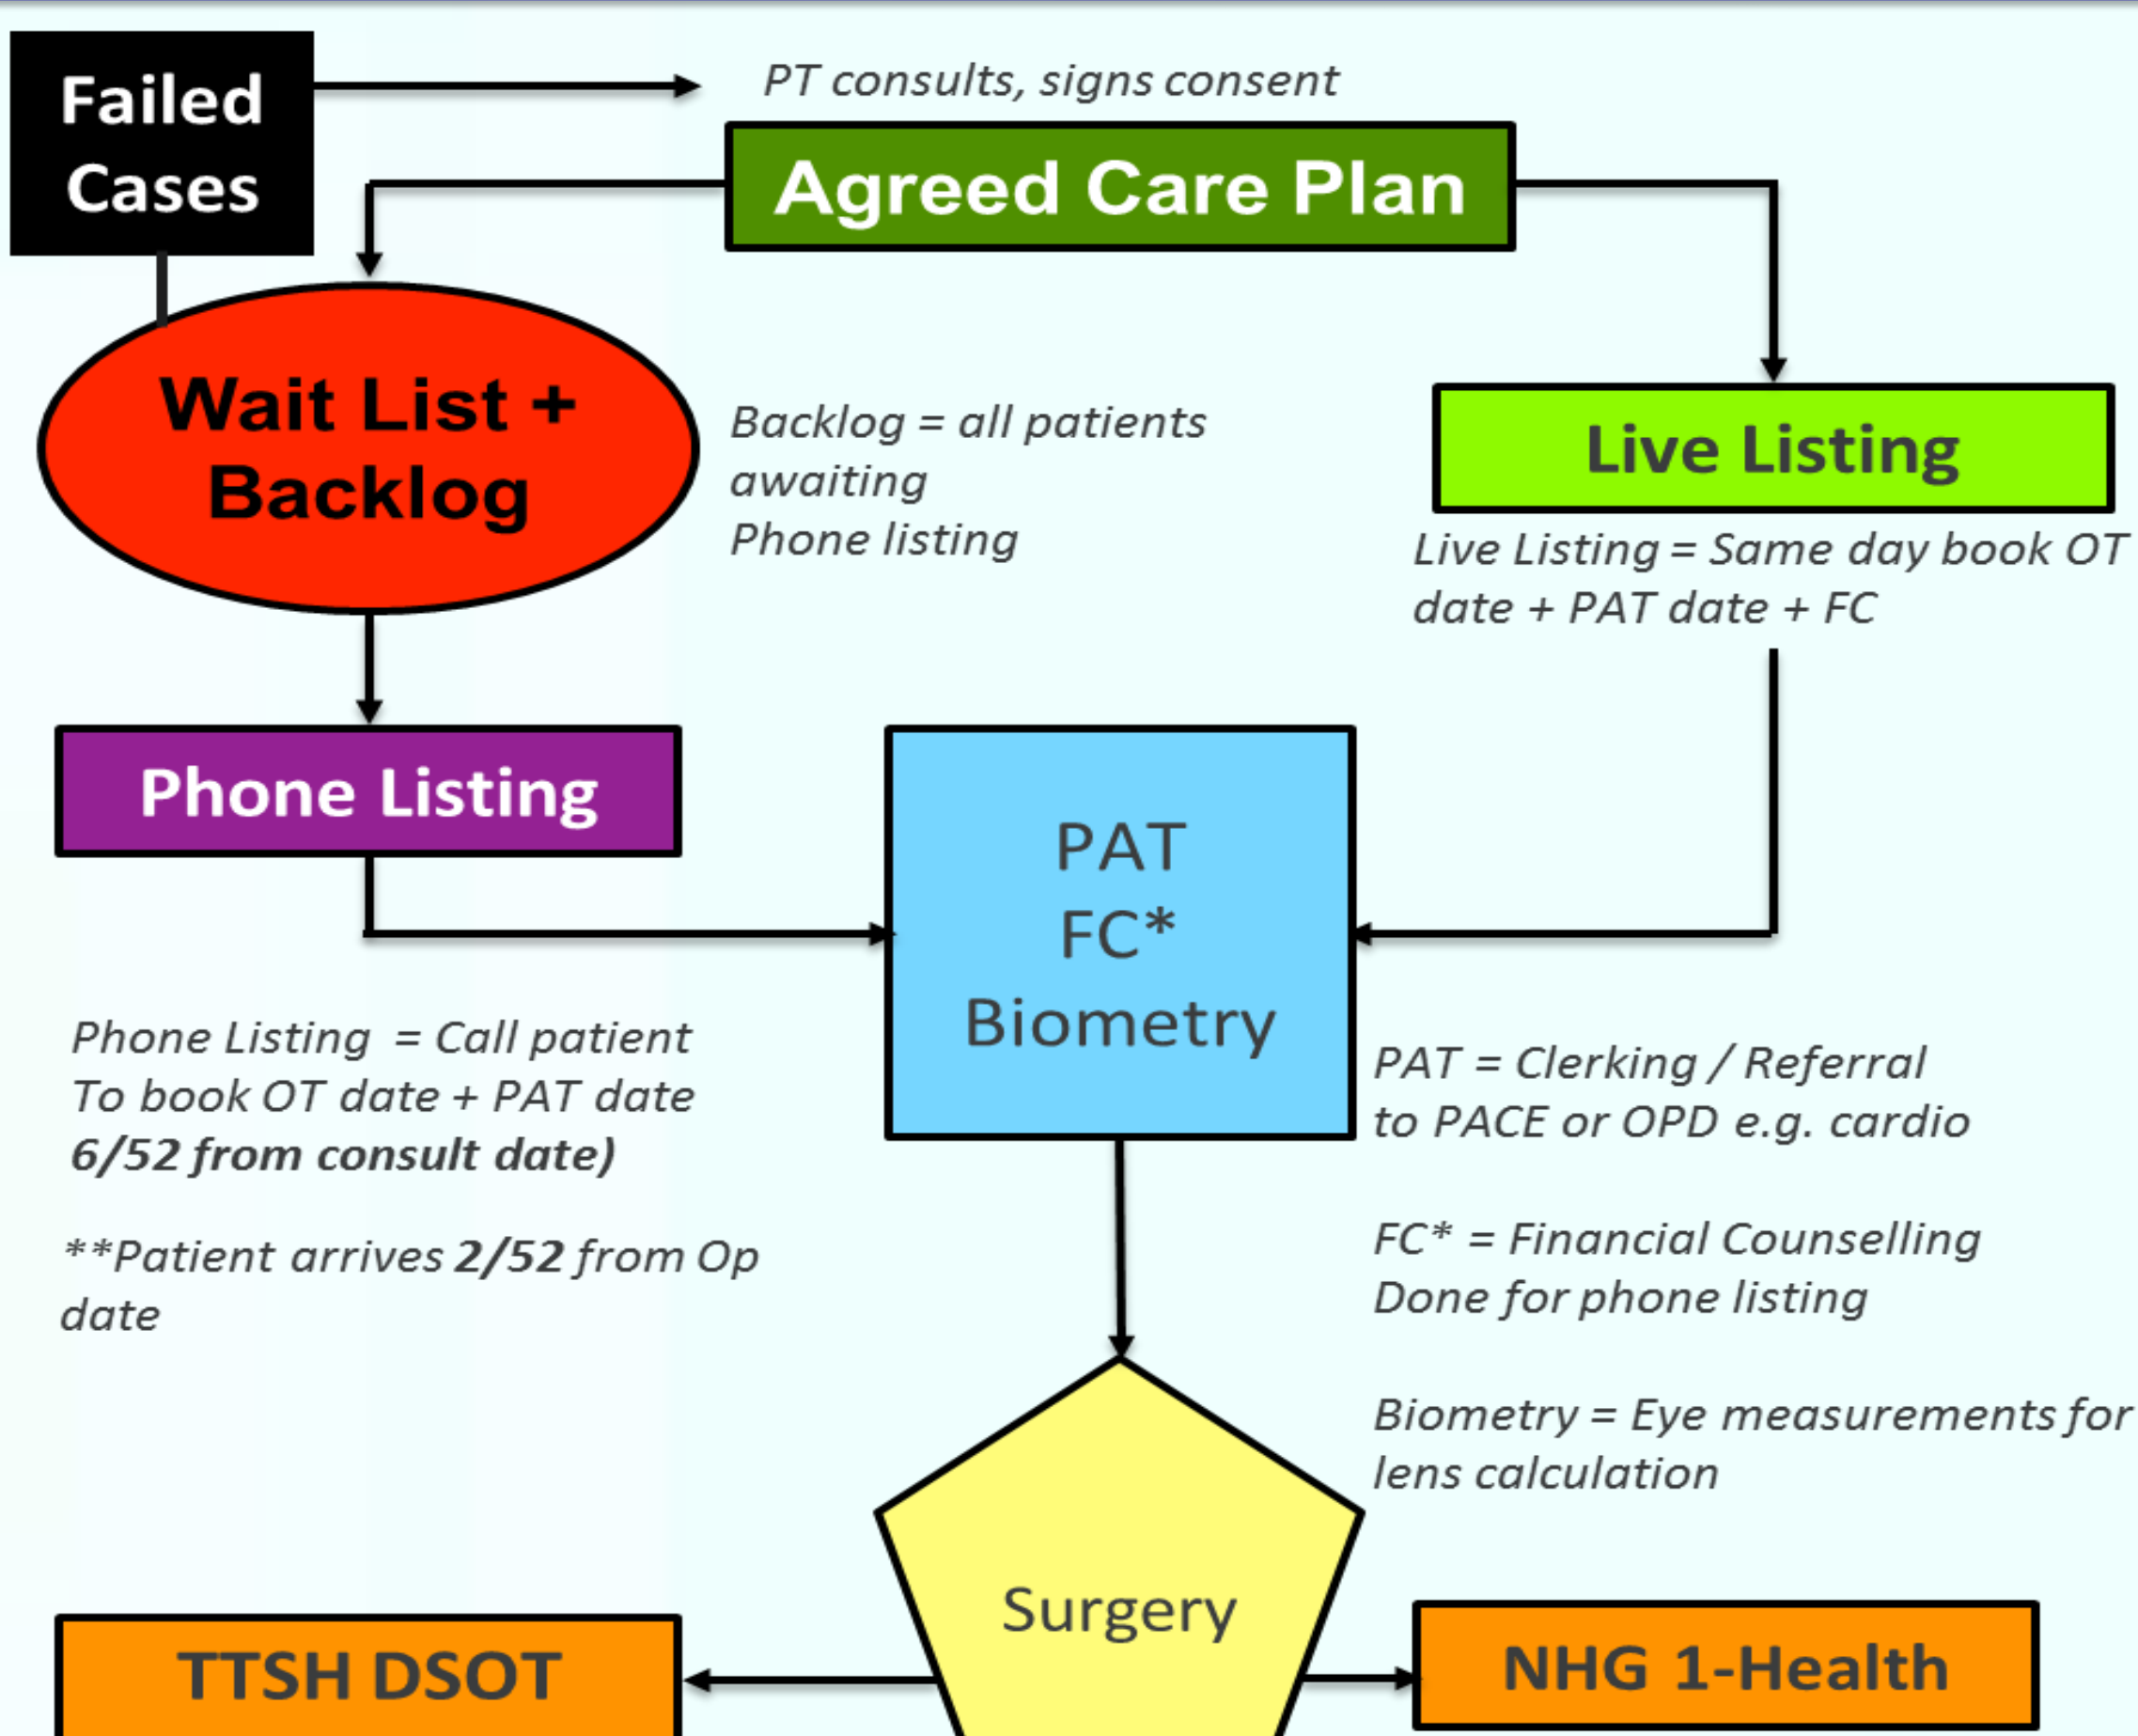 Failed
Cases
PT consults, signs consent
Agreed Care Plan
Wait List +
Backlog
Backlog = all patients
awaiting
Phone listing
Live Listing
Live Listing = Same day book OT
date + PAT date + FC
Phone Listing
PAT
FC*
Biometry
Phone Listing = Call patient
To book OT date + PAT date
6/52 from consult date)
**Patient arrives 2/52 from Op
date
PAT = Clerking / Referral
to PACE or OPD e.g. cardio
FC* = Financial Counselling
Done for phone listing
Biometry = Eye measurements for
lens calculation
Surgery
TTSH DSOT
NHG 1-Health